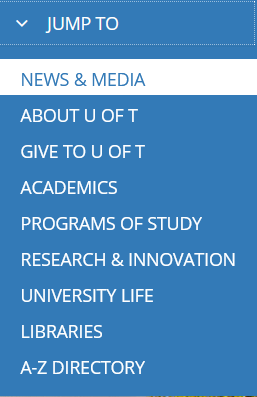 JUMP TO
NEWS & MEDIA
ABOUT U OF T
GIVE TO U OF T
ACADEMICS
PROGRAMS OF STUDY
RESEARCH & INNOVATION
UNIVERSITY LIFE
LIBRARIES
A-Z DIRECTORY